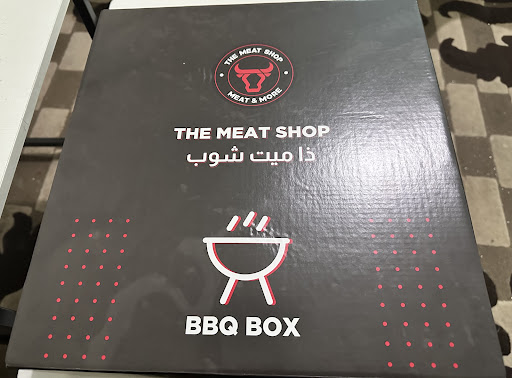 THE MEAT SHOP
MEAT & MORE
THE MEAT SHOP
ذا ميت شوب
BBQ BOX